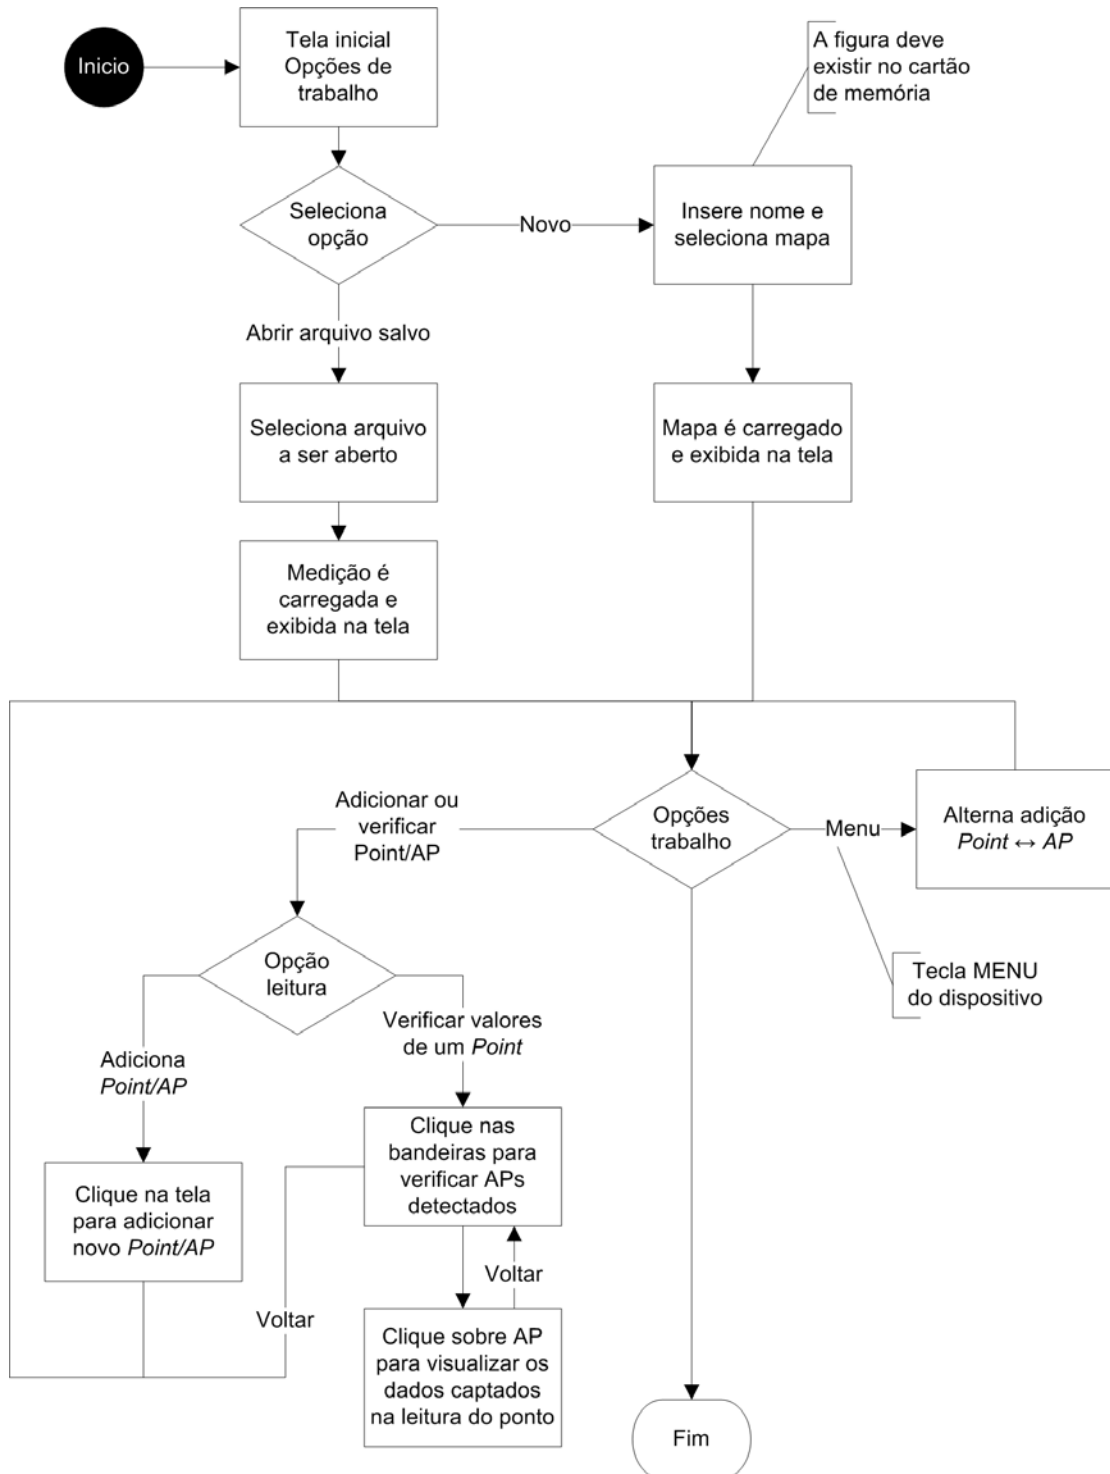 Inicio
Tela inicial
Opções de
trabalho
A figura deve
existir no cartão
de memória
Seleciona
opção
Novo
Insere nome e
seleciona mapa
Abrir arquivo salvo
Seleciona arquivo
a ser aberto
Mapa é carregado
e exibida na tela
Medição é
carregada e
exibida na tela
Adicionar ou
verificar
Point/AP
Opções
trabalho
Menu
Alterna adição
Point ↔ AP
Opção
leitura
Tecla MENU
do dispositivo
Verificar valores
de um Point
Adiciona
Point/AP
Clique nas
bandeiras para
verificar APs
detectados
Clique na tela
para adicionar
novo Point/AP
Voltar
Voltar
Clique sobre AP
para visualizar os
dados captados
na leitura do ponto
Fim